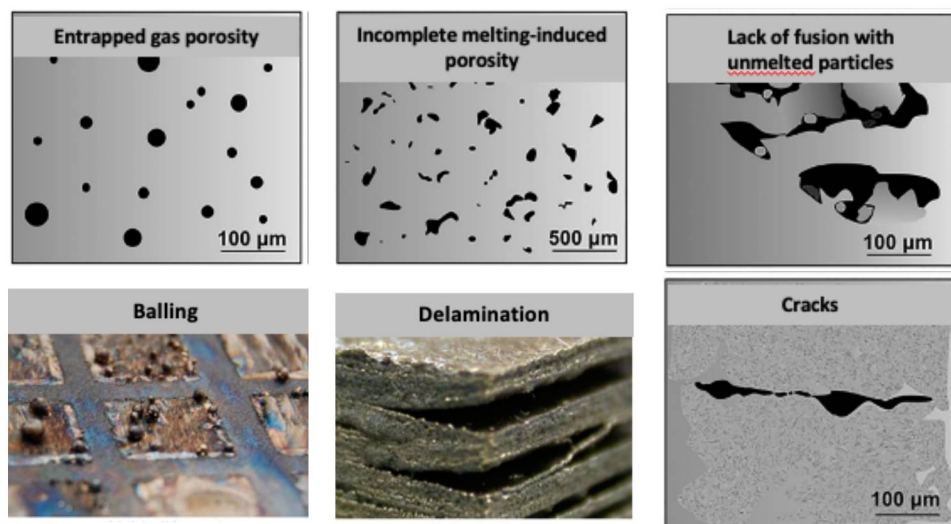 Entrapped gas porosity
100 µm
Incomplete melting-induced
porosity
500 µm
Lack of fusion with
unmelted particles
100 µm
Balling
Delamination
Cracks
100 µm